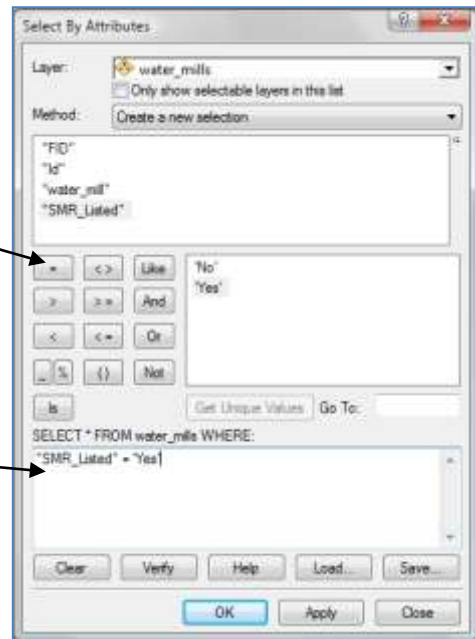 Select By Attributes
Layer: water_mills
Only show selectable layers in this list
Method: Create a new selection
"FID"
"Id"
"water_mill"
"SMR_Listed"
= < > Like
> > = And
< < = Or
_ % () Not
Is
'No'
'Yes'
Get Unique Values Go To:
SELECT * FROM water_mills WHERE:
"SMR_Listed" = 'Yes'
Clear Verify Help Load... Save...
OK Apply Close